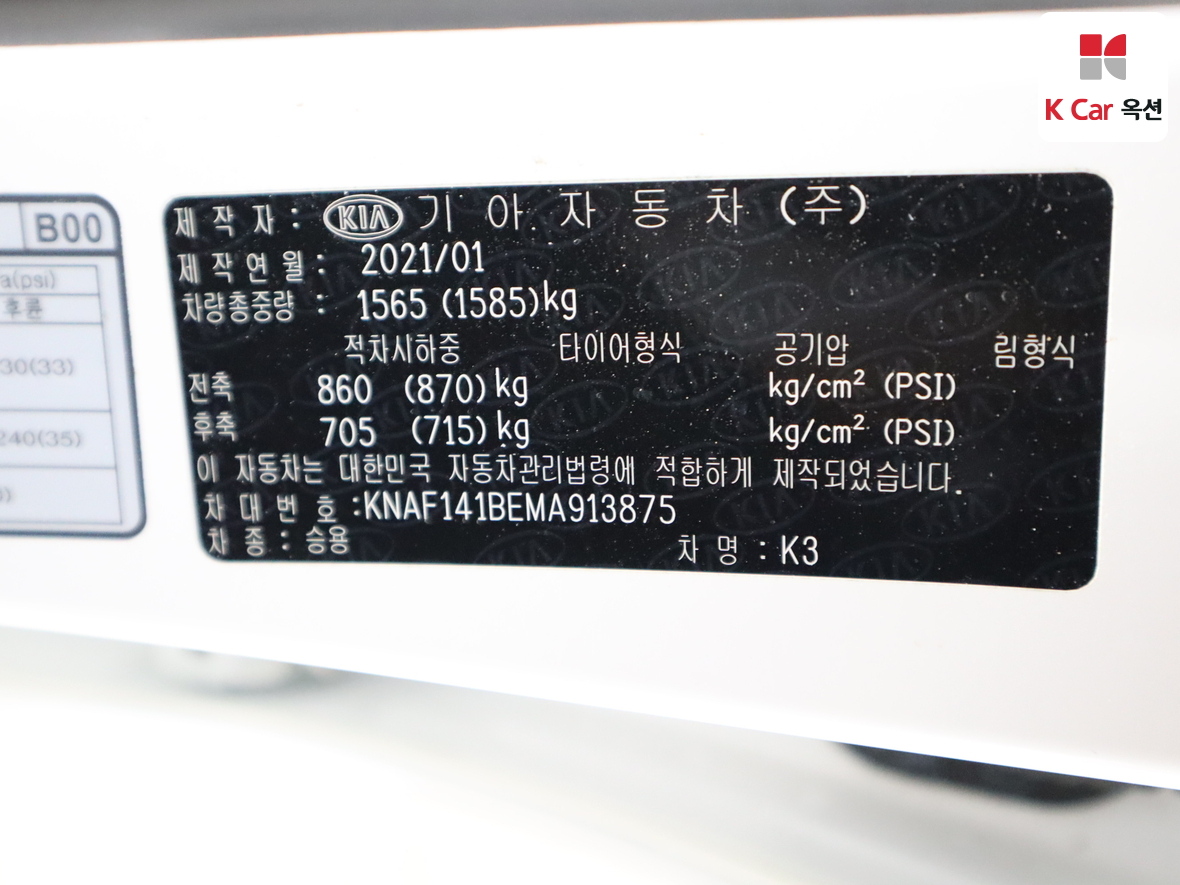 K Car 옥션
B00
a(psi)
후륜
30(33)
240(35)
제작자 : KIA 기아자동차(주)
제작연월 : 2021/01
차량총중량 : 1565 (1585)kg
적차시하중 타이어형식 공기압 림형식
전축 860 (870)kg kg/cm² (PSI)
후축 705 (715)kg kg/cm² (PSI)
이 자동차는 대한민국 자동차관리법령에 적합하게 제작되었습니다.
차대번호 :KNAF141BEMA913875
차종 : 승용 차명 : K3